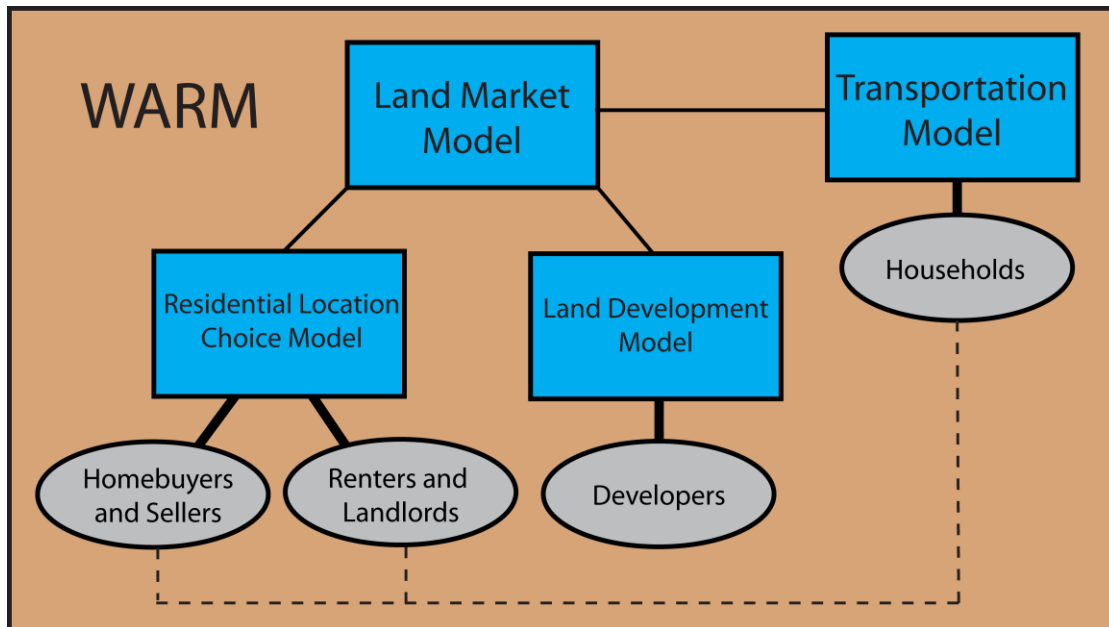 WARM
Land Market
Model
Transportation
Model
Residential Location
Choice Model
Land Development
Model
Households
Homebuyers
and Sellers
Renters and
Landlords
Developers